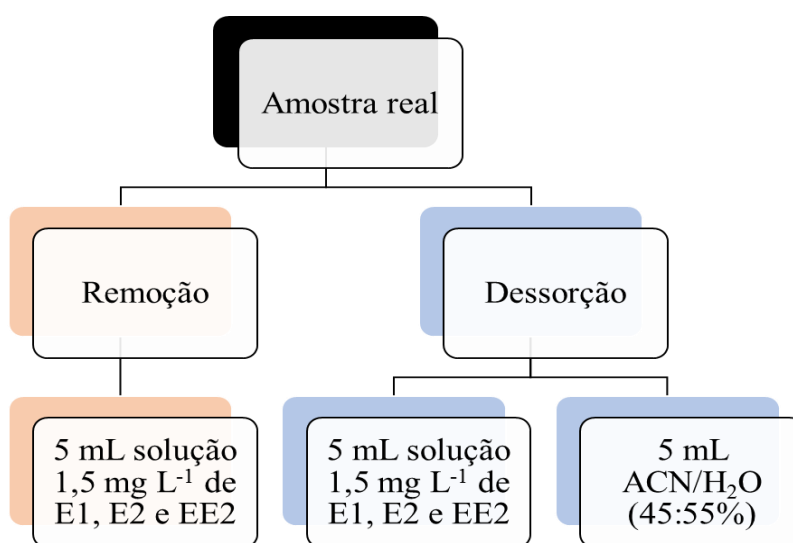 Amostra real
Remoção
Dessorção
5 mL solução
1,5 mg L⁻¹ de
E1, E2 e EE2
5 mL solução
1,5 mg L⁻¹ de
E1, E2 e EE2
5 mL
ACN/H₂O
(45:55%)